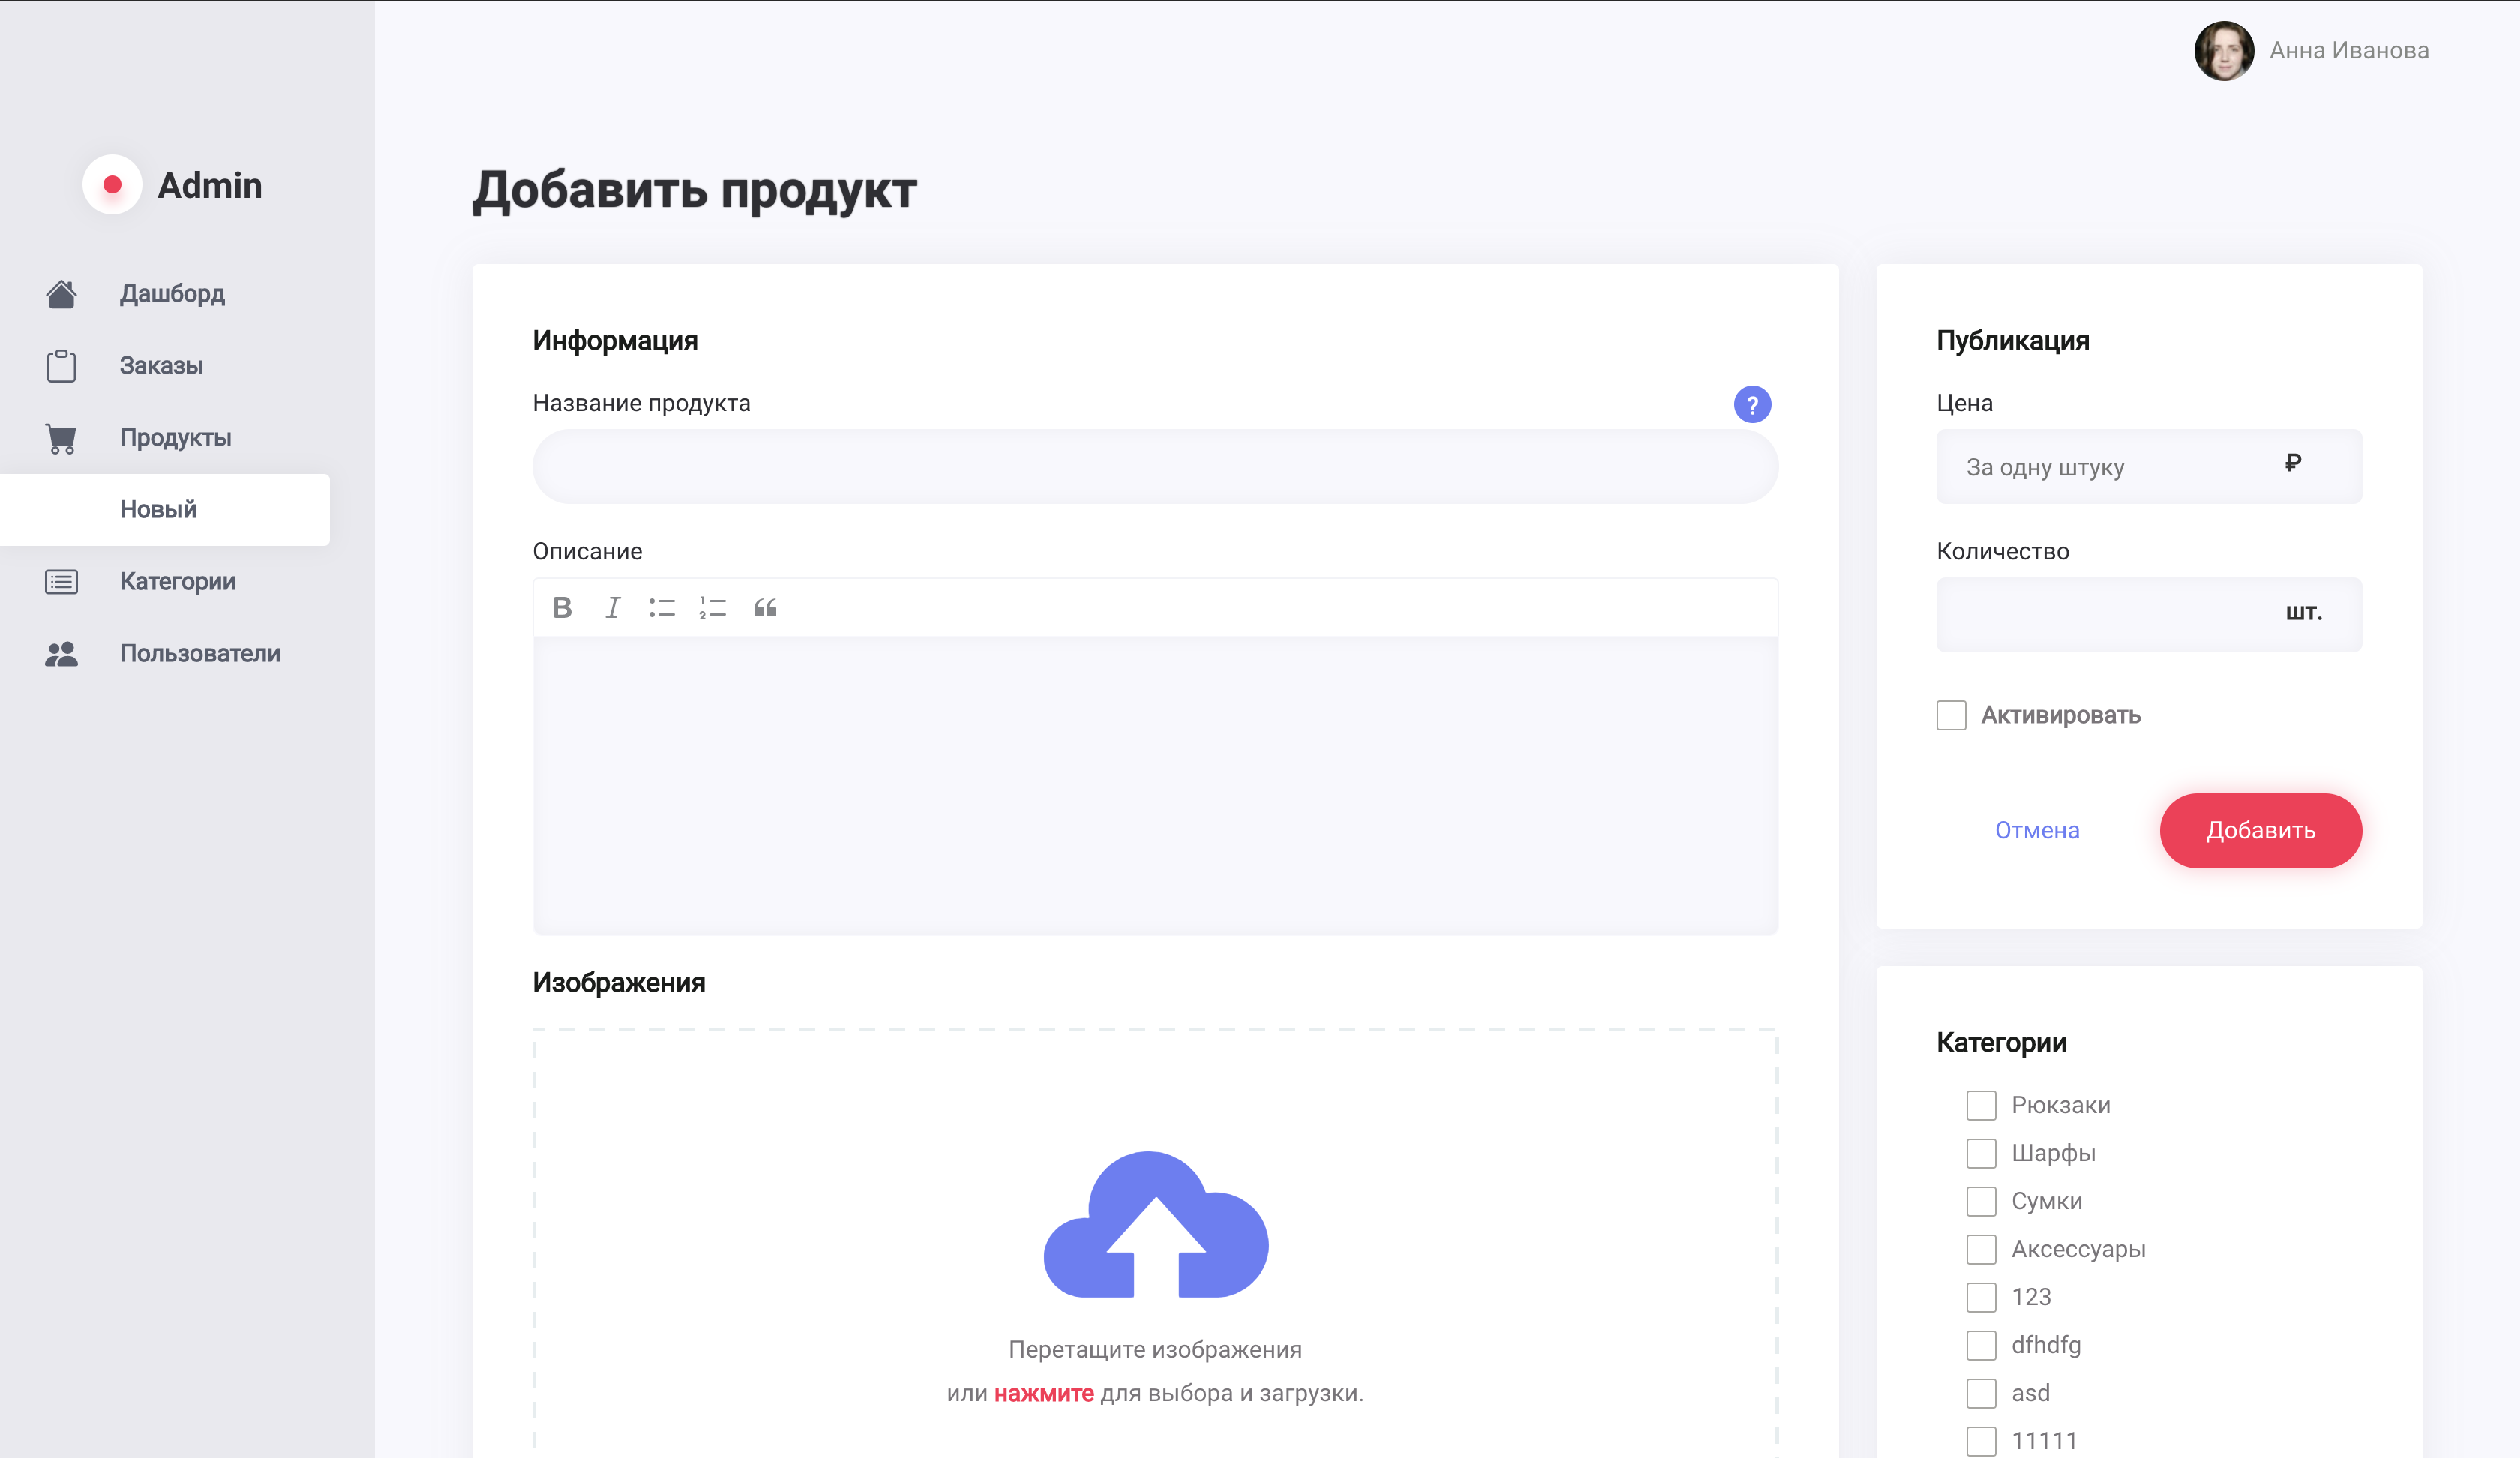 Анна Иванова
Admin
Дашборд
Заказы
Продукты
Новый
Категории
Пользователи
Добавить продукт
Информация
Название продукта
?
Описание
B I 1 2 “
Изображения
Перетащите изображения
или нажмите для выбора и загрузки.
Публикация
Цена
За одну штуку ₽
Количество
шт.
Активировать
Отмена Добавить
Категории
Рюкзаки
Шарфы
Сумки
Аксессуары
123
dfhdfg
asd
11111